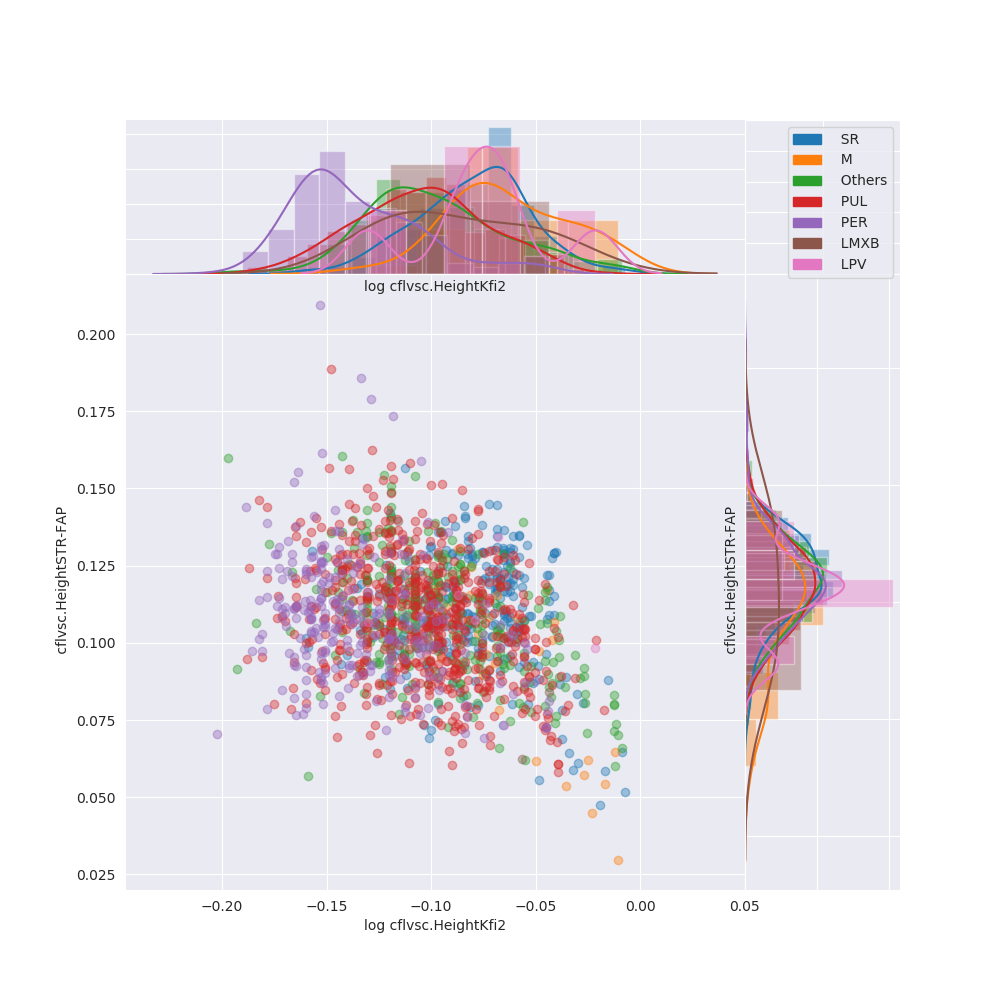 SR
M
Others
PUL
PER
LMXB
LPV
log cflvsc.HeightKfi2
0.200
0.175
0.150
0.125
0.100
0.075
0.050
0.025
cflvsc.HeightSTR-FAP
cflvsc.HeightSTR-FAP
−0.20
−0.15
−0.10
−0.05
0.00
0.05
log cflvsc.HeightKfi2